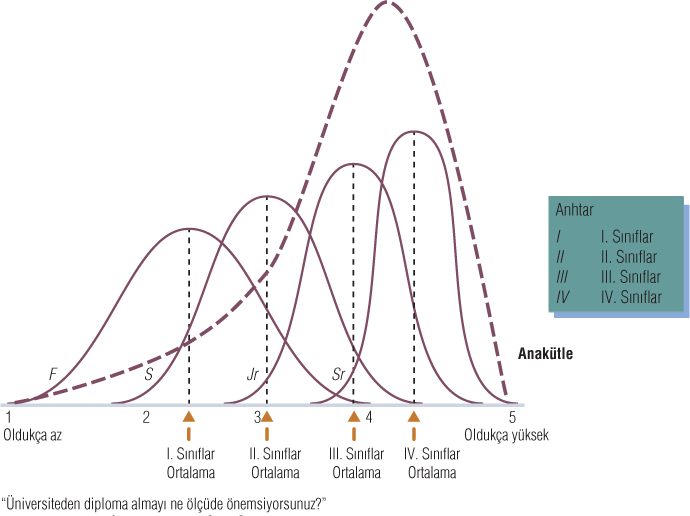 Anhtar
I I. Sınıflar
II II. Sınıflar
III III. Sınıflar
IV IV. Sınıflar
Anakütle
F S Jr Sr
1 2 3 4 5
Oldukça az Oldukça yüksek
I. Sınıflar II. Sınıflar III. Sınıflar IV. Sınıflar
Ortalama Ortalama Ortalama Ortalama
“Üniversiteden diploma almayı ne ölçüde önemsiyorsunuz?”